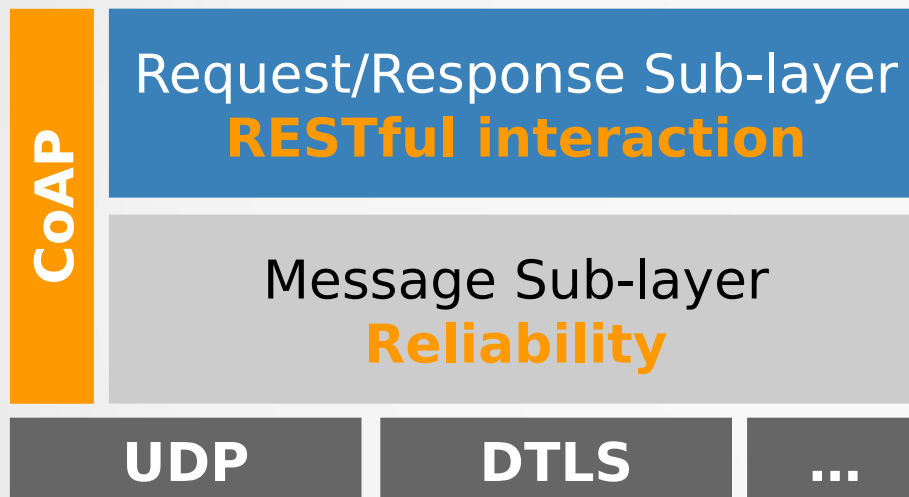 CoAP
Request/Response Sub-layer
RESTful interaction
Message Sub-layer
Reliability
UDP
DTLS
...